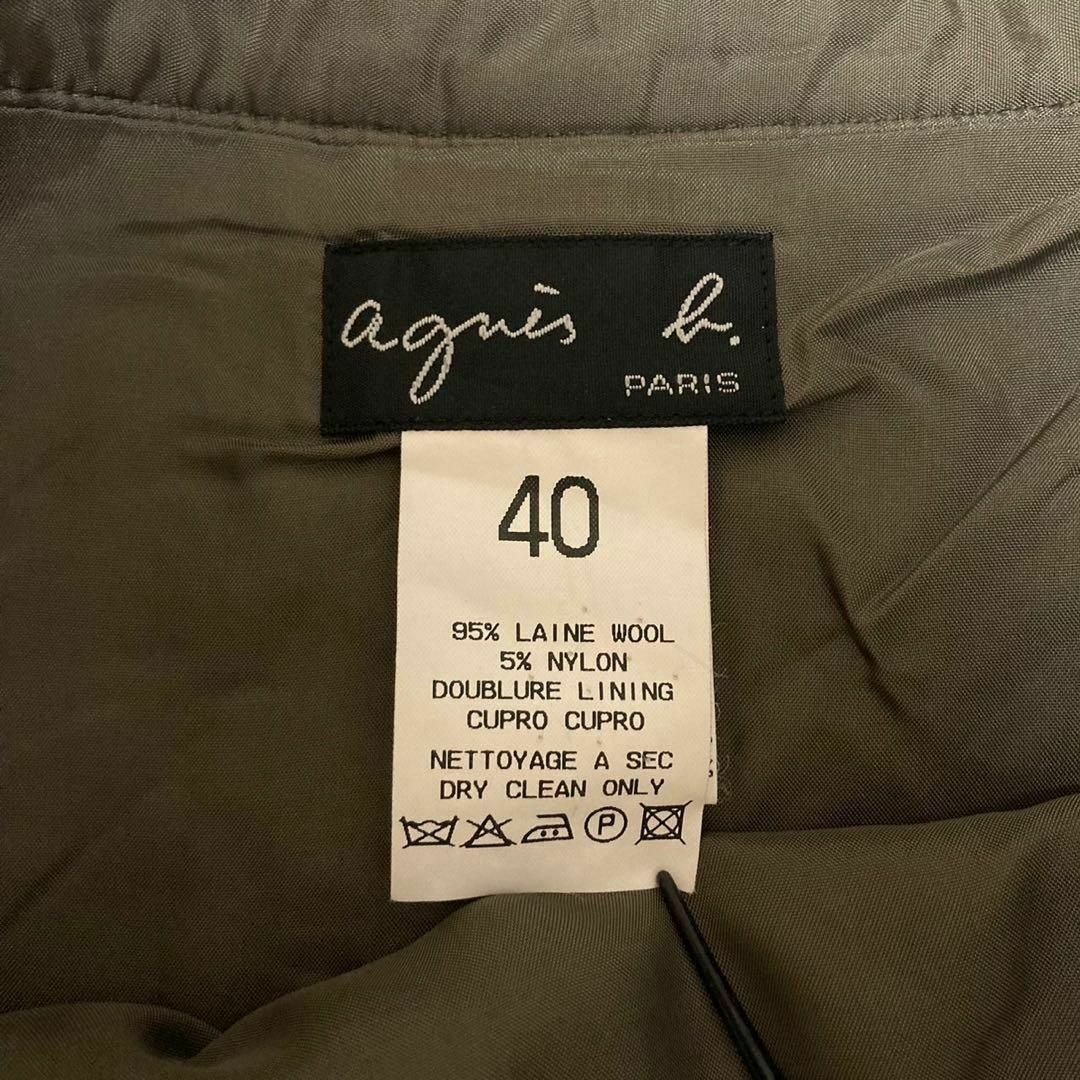 agnès b.
PARIS
40
95% LAINE WOOL
5% NYLON
DOUBLURE LINING
CUPRO CUPRO
NETTOYAGE A SEC
DRY CLEAN ONLY
P